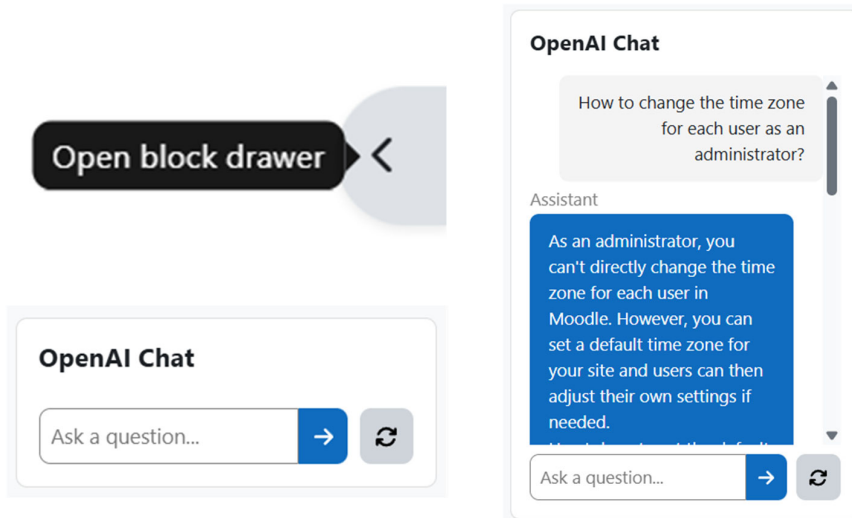 Open block drawer
OpenAI Chat
Ask a question...
OpenAI Chat
How to change the time zone
for each user as an
administrator?
Assistant
As an administrator, you
can't directly change the time
zone for each user in
Moodle. However, you can
set a default time zone for
your site and users can then
adjust their own settings if
needed.
Ask a question...